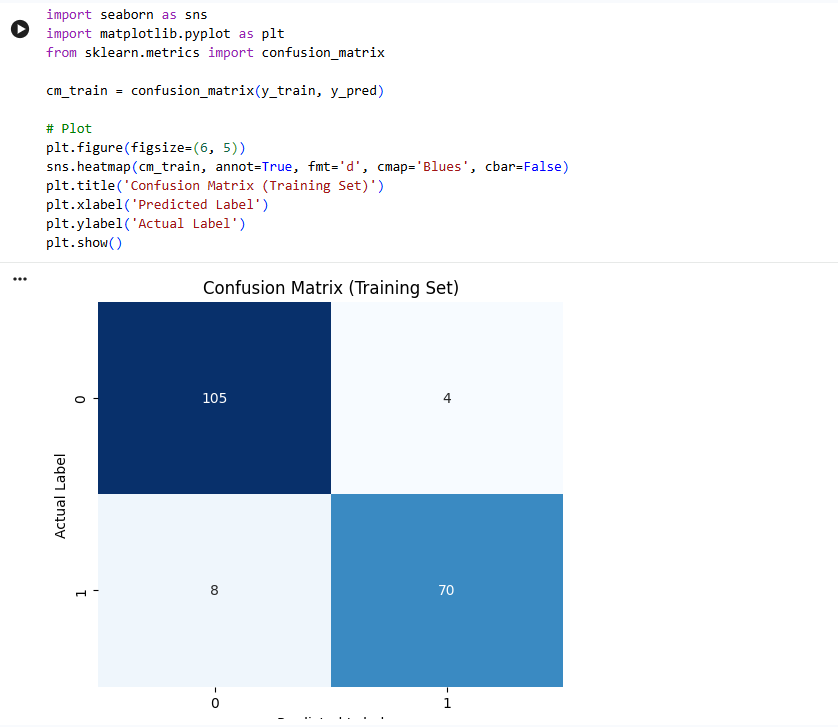 import seaborn as sns
import matplotlib.pyplot as plt
from sklearn.metrics import confusion_matrix
cm_train = confusion_matrix(y_train, y_pred)
# Plot
plt.figure(figsize=(6, 5))
sns.heatmap(cm_train, annot=True, fmt='d', cmap='Blues', cbar=False)
plt.title('Confusion Matrix (Training Set)')
plt.xlabel('Predicted Label')
plt.ylabel('Actual Label')
plt.show()
Confusion Matrix (Training Set)
Actual Label
0
105
4
1
8
70
0
1